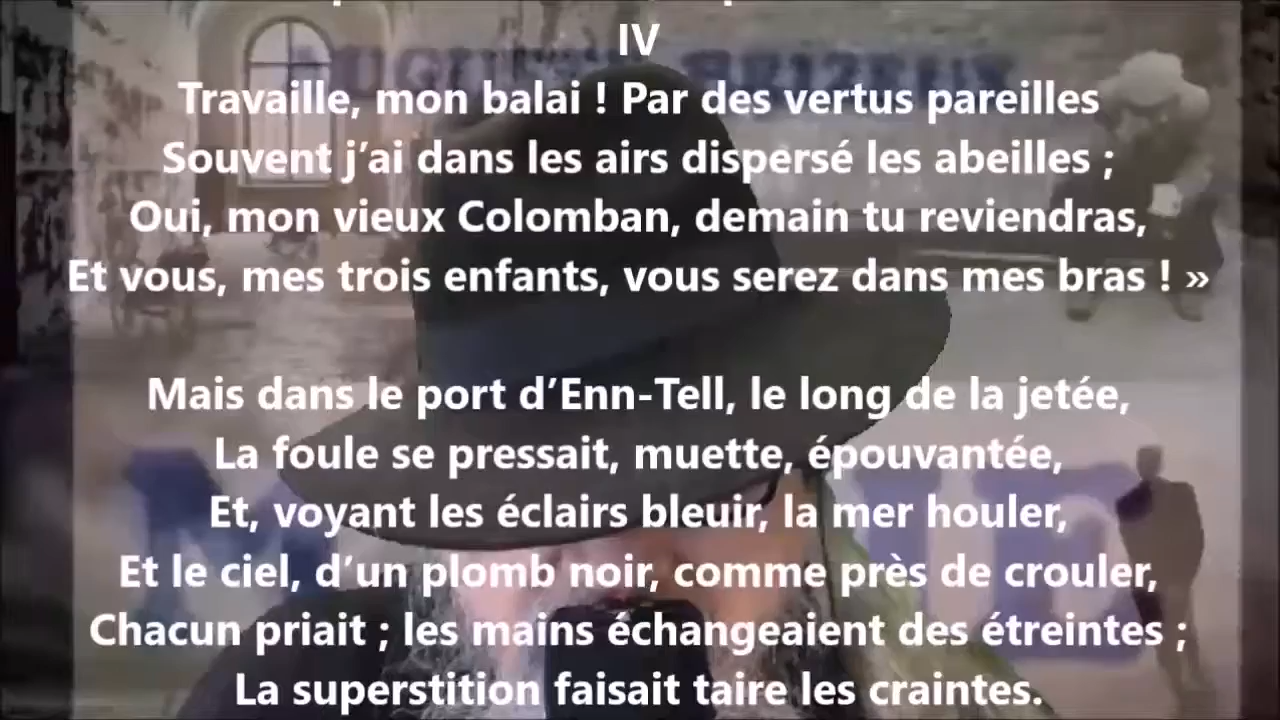 IV
Travaille, mon balai ! Par des vertus pareilles
Souvent j’ai dans les airs dispersé les abeilles ;
Oui, mon vieux Colomban, demain tu reviendras,
Et vous, mes trois enfants, vous serez dans mes bras ! »
Mais dans le port d’Enn-Tell, le long de la jetée,
La foule se pressait, muette, épouvantée,
Et, voyant les éclairs bleuir, la mer houler,
Et le ciel, d’un plomb noir, comme près de crouler,
Chacun priait ; les mains échangeaient des étreintes ;
La superstition faisait taire les craintes.